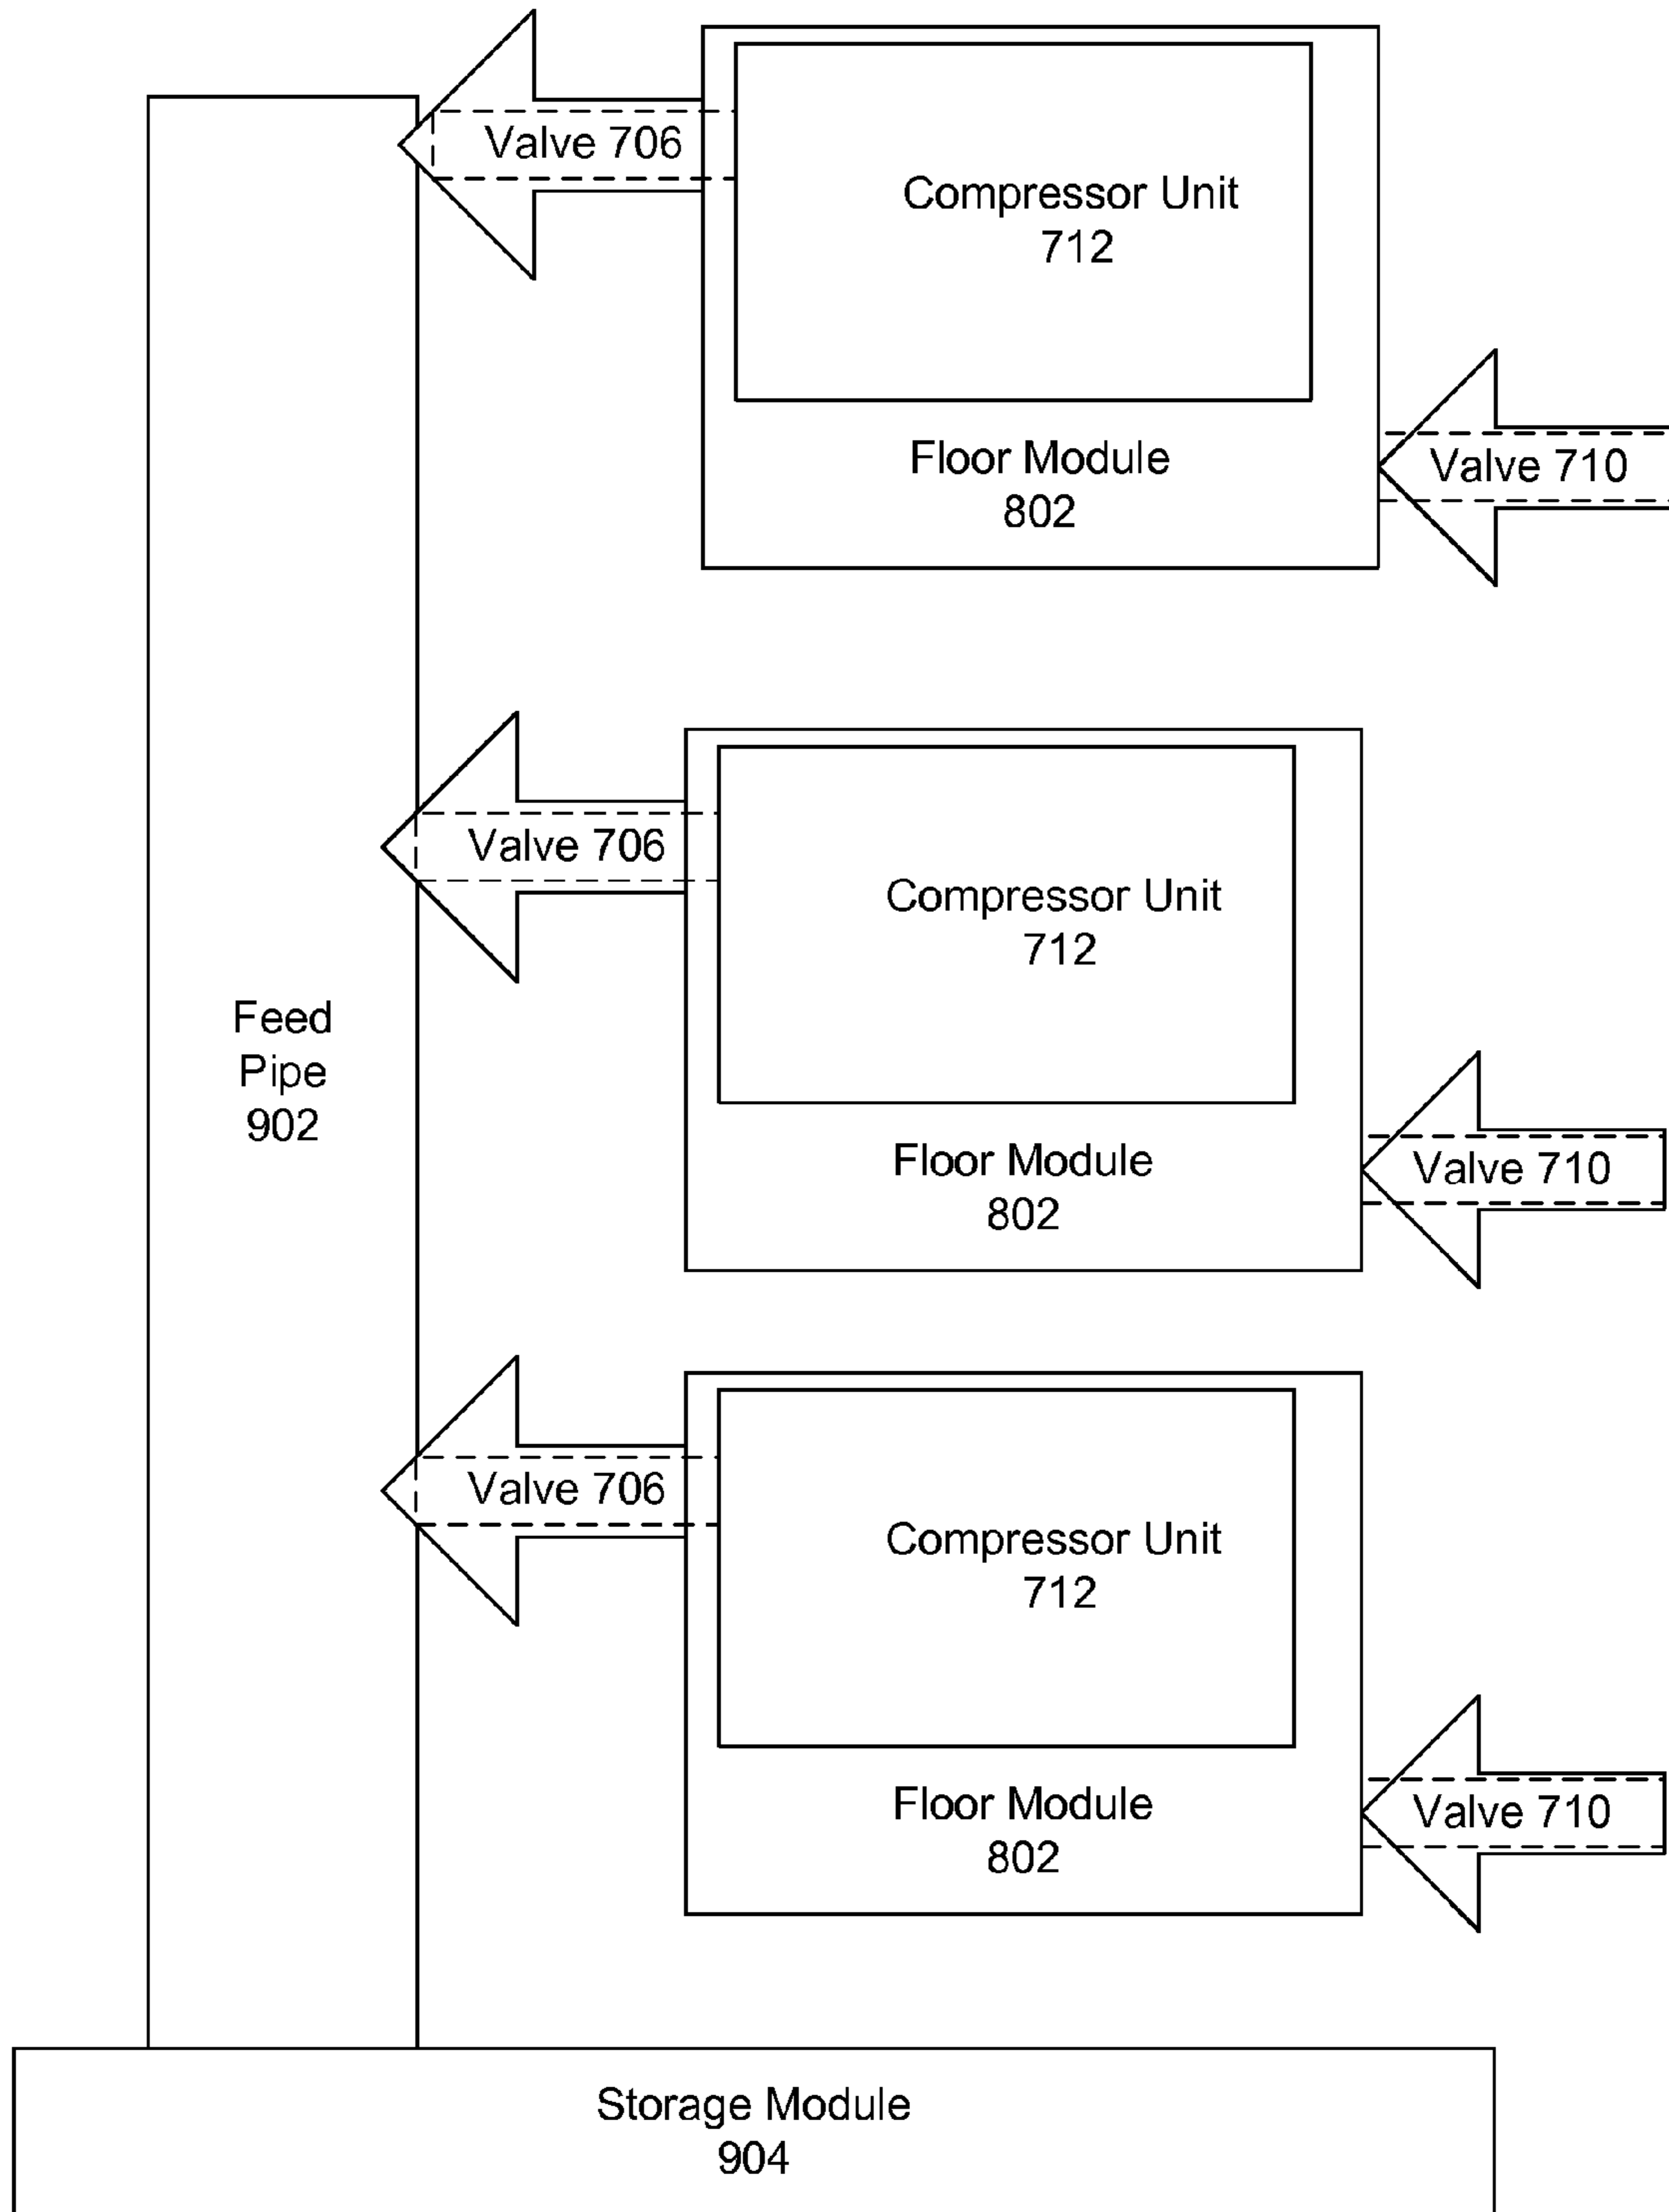 Valve 706
Compressor Unit
712
Floor Module
802
Valve 710
Valve 706
Compressor Unit
712
Floor Module
802
Valve 710
Feed
Pipe
902
Valve 706
Compressor Unit
712
Floor Module
802
Valve 710
Storage Module
904